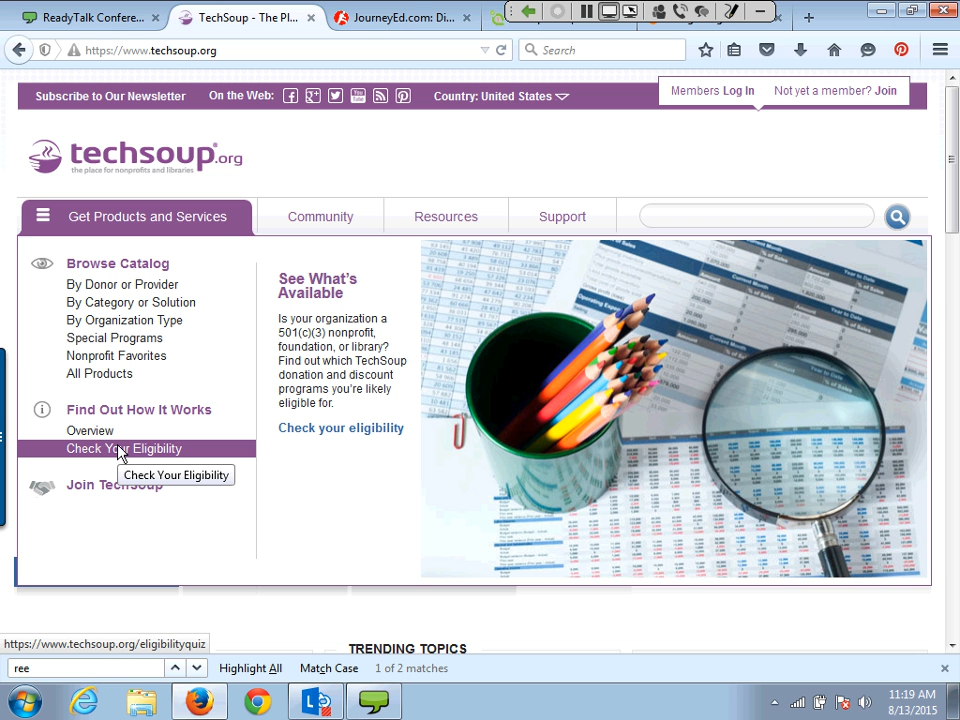 ReadyTalk Confere...
TechSoup - The Pl...
JourneyEd.com: Di...
https://www.techsoup.org
Search
Subscribe to Our Newsletter
On the Web:
Country: United States
Members Log In
Not yet a member? Join
techsoup.org
the place for nonprofits and libraries
Get Products and Services
Community
Resources
Support
Browse Catalog
By Donor or Provider
By Category or Solution
By Organization Type
Special Programs
Nonprofit Favorites
All Products
Find Out How It Works
Overview
Check Your Eligibility
Check Your Eligibility
Join TechSoup
See What's
Available
Is your organization a
501(c)(3) nonprofit,
foundation, or library?
Find out which TechSoup
donation and discount
programs you're likely
eligible for.
Check your eligibility
https://www.techsoup.org/eligibilityquiz
TRENDING TOPICS
ree
Highlight All
Match Case
1 of 2 matches
11:19 AM
8/13/2015